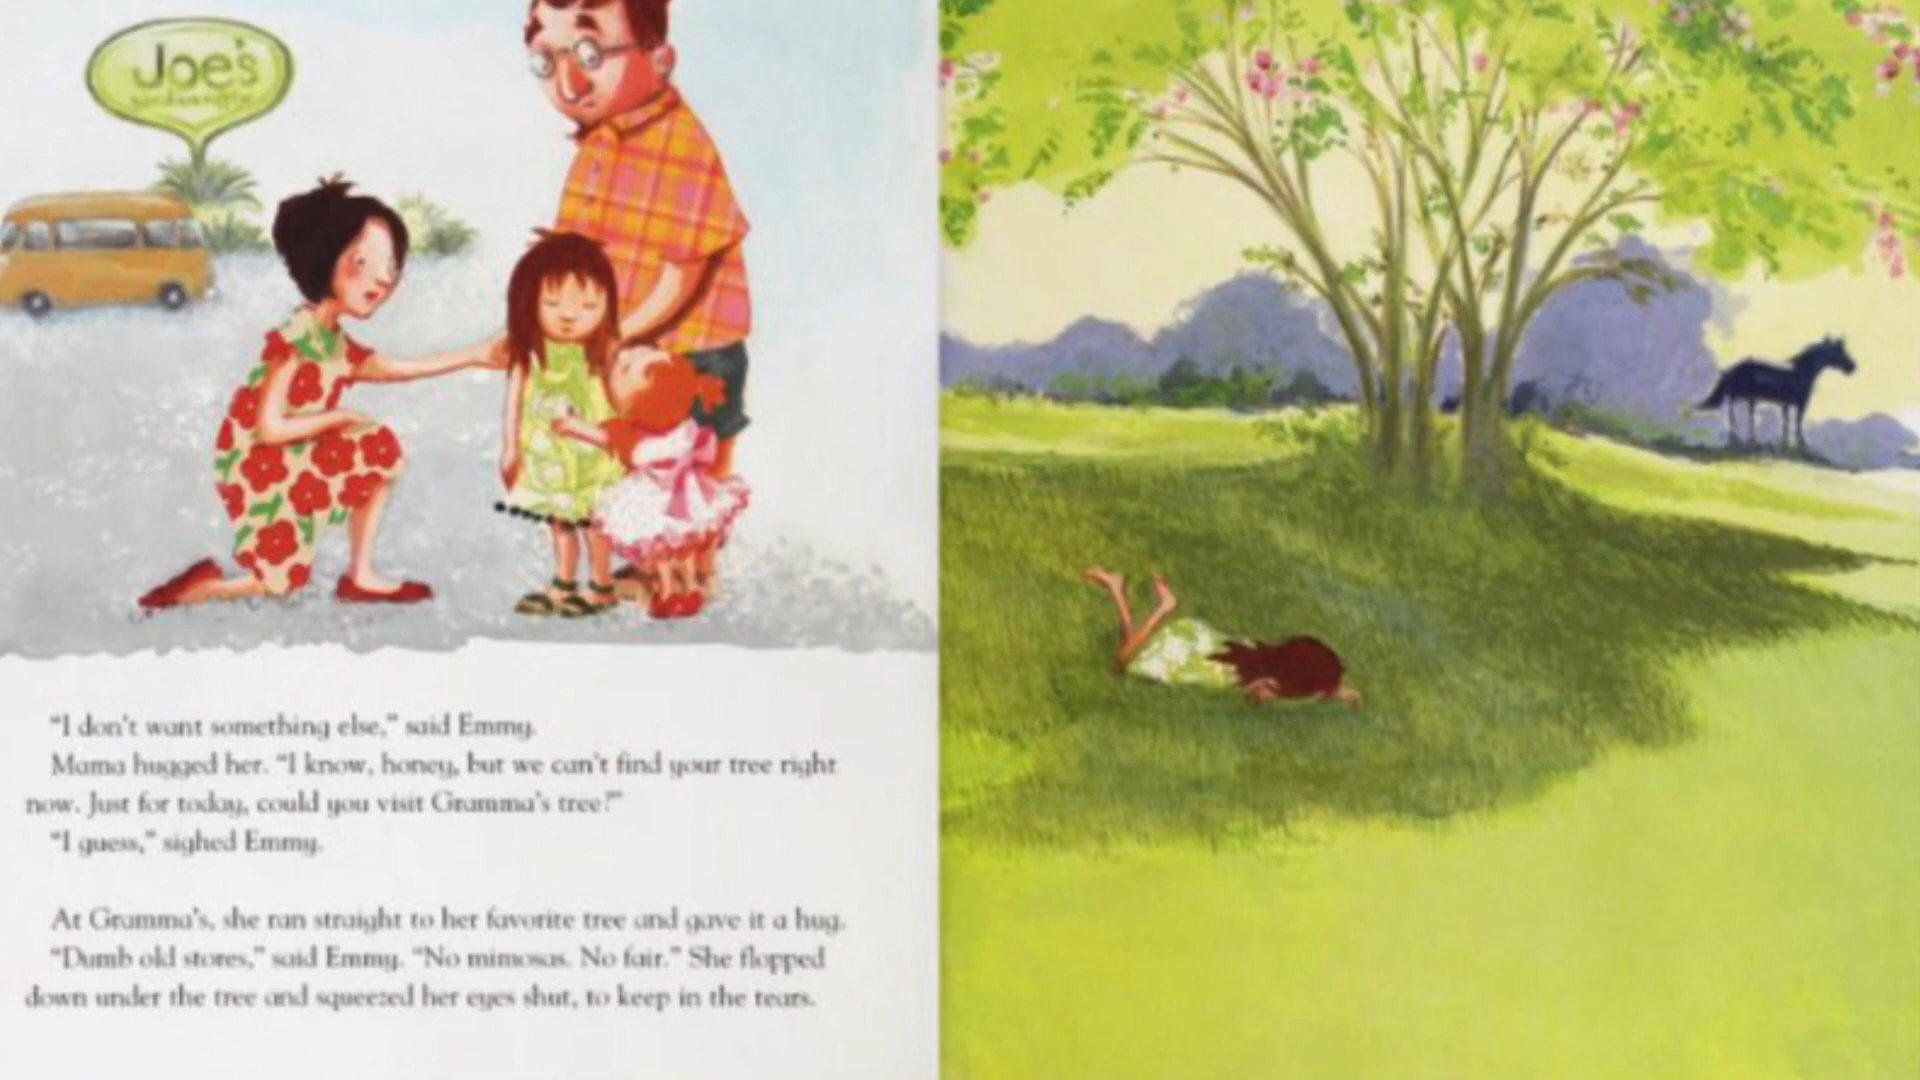 Joe's
"I don't want something else," said Emmy.
Mama hugged her. "I know, honey, but we can't find your tree right
now. Just for today, could you visit Gramma's tree?"
"I guess," sighed Emmy.
At Gramma's, she ran straight to her favorite tree and gave it a hug.
"Dumb old stores," said Emmy. "No mimosas. No fair." She flopped
down under the tree and squeezed her eyes shut, to keep in the tears.